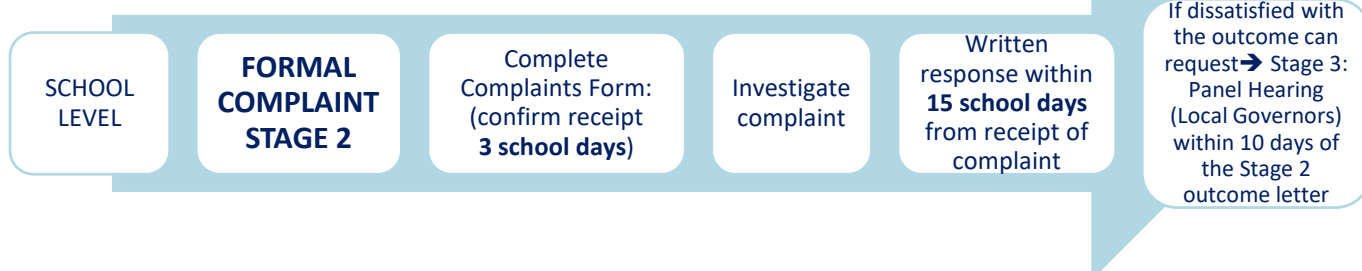 SCHOOL
LEVEL
FORMAL
COMPLAINT
STAGE 2
Complete
Complaints Form:
(confirm receipt
3 school days)
Investigate
complaint
Written
response within
15 school days
from receipt of
complaint
If dissatisfied with
the outcome can
request➔ Stage 3:
Panel Hearing
(Local Governors)
within 10 days of
the Stage 2
outcome letter